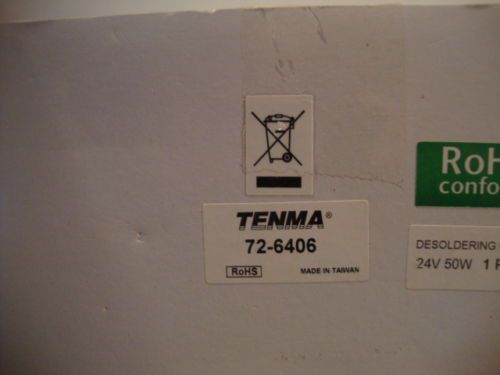 RoH
confo
TENMA®
72-6406
RoHS
MADE IN TAIWAN
DESOLDERING
24V 50W 1